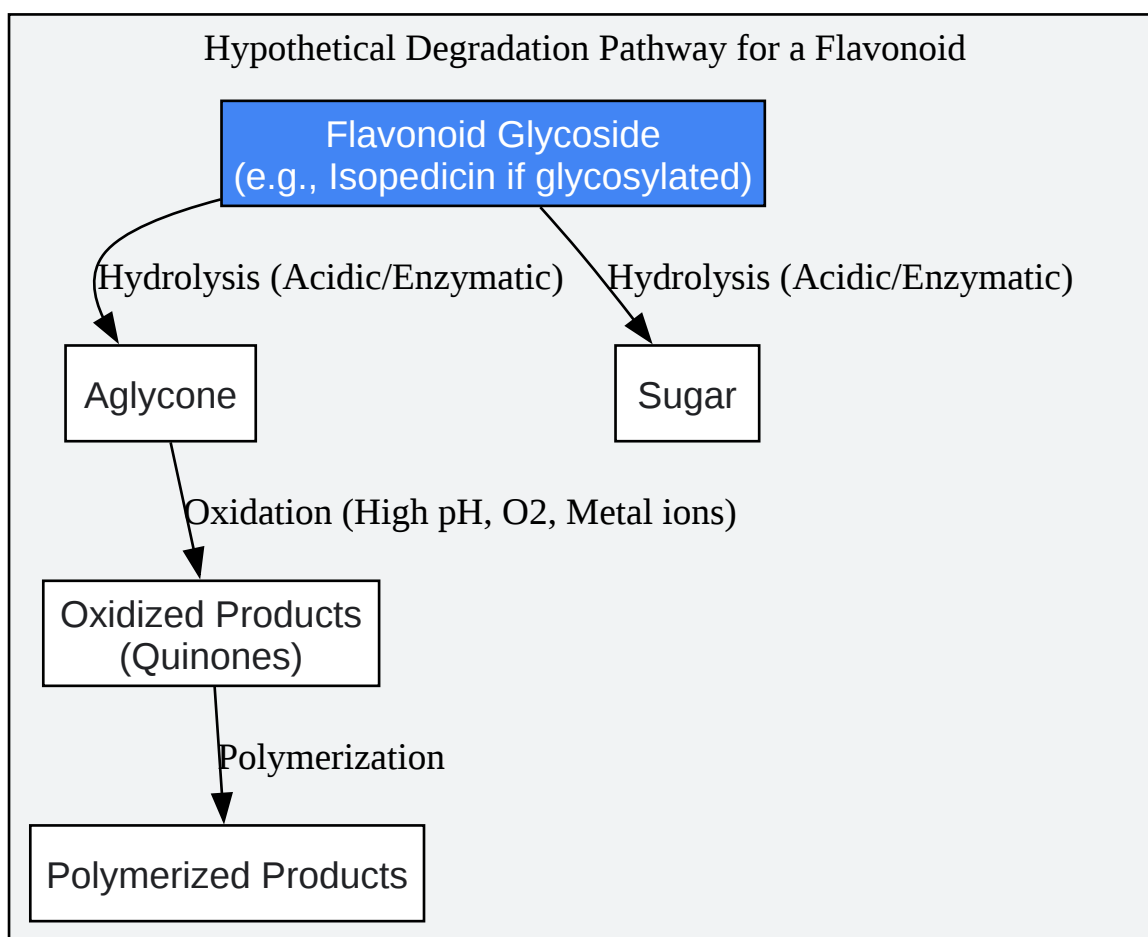 Hypothetical Degradation Pathway for a Flavonoid
Flavonoid Glycoside
(e.g., Isopedicin if glycosylated)
Hydrolysis (Acidic/Enzymatic)
Hydrolysis (Acidic/Enzymatic)
Aglycone
Sugar
Oxidation (High pH, O2, Metal ions)
Oxidized Products
(Quinones)
Polymerization
Polymerized Products